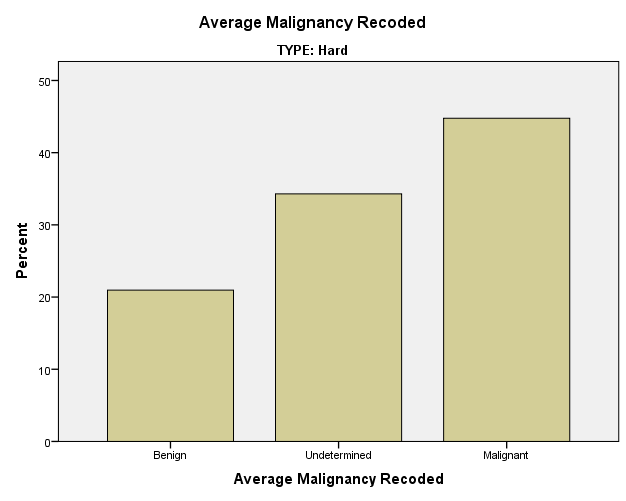 Average Malignancy Recoded
TYPE: Hard
50
40
30
20
10
0
Percent
Benign Undetermined Malignant
Average Malignancy Recoded